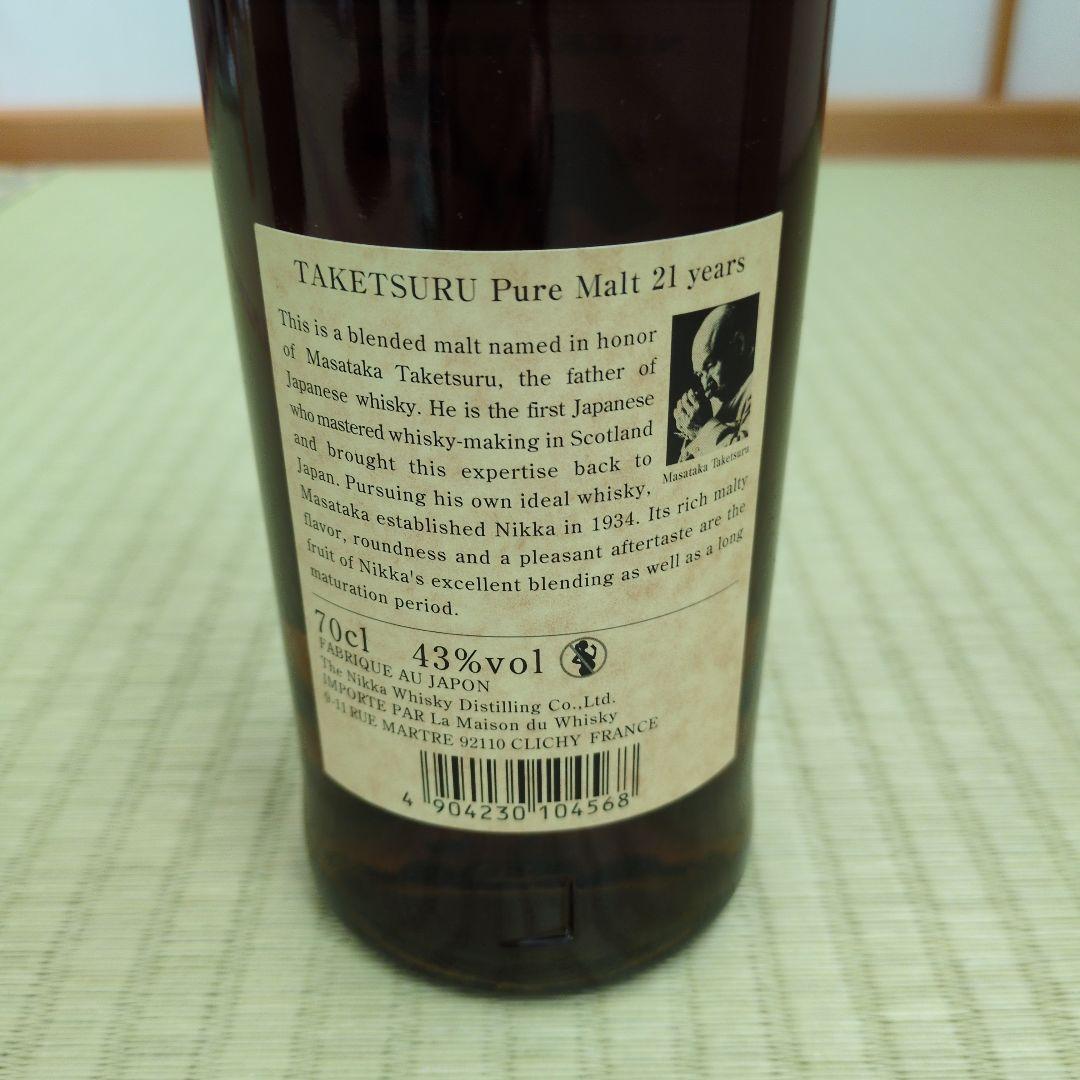 TAKETSURU Pure Malt 21 years
This is a blended malt named in honor
of Masataka Taketsuru, the father of
Japanese whisky. He is the first Japanese
who mastered whisky-making in Scotland
and brought this expertise back to
Japan. Pursuing his own ideal whisky,
Masataka established Nikka in 1934. Its rich malty
flavor, roundness and a pleasant aftertaste are the
fruit of Nikka's excellent blending as well as a long
maturation period.
Masataka Taketsuru
70cl 43%vol
FABRIQUE AU JAPON
The Nikka Whisky Distilling Co.,Ltd.
IMPORTE PAR La Maison du Whisky
9-11 RUE MARTRE 92110 CLICHY FRANCE
4 904230 104568